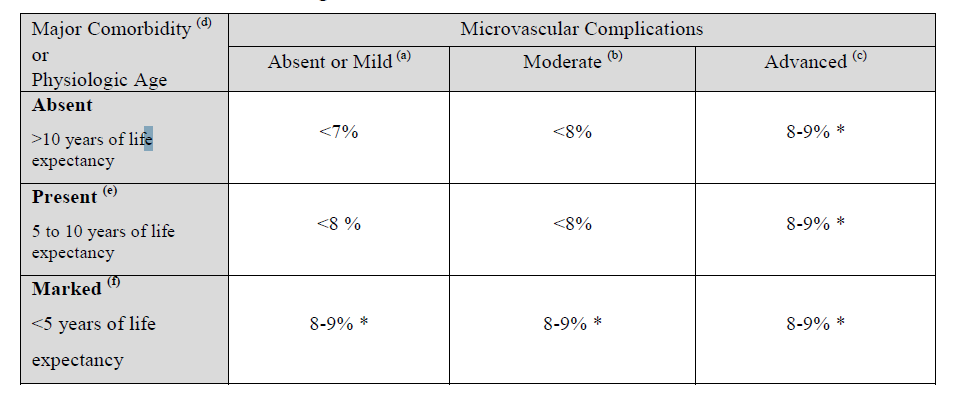 Major Comorbidity (d)
or
Physiologic Age
Microvascular Complications
Absent or Mild (a)
Moderate (b)
Advanced (c)
Absent
>10 years of life
expectancy
<7%
<8%
8-9% *
Present (e)
5 to 10 years of life
expectancy
<8 %
<8%
8-9% *
Marked (f)
<5 years of life
expectancy
8-9% *
8-9% *
8-9% *